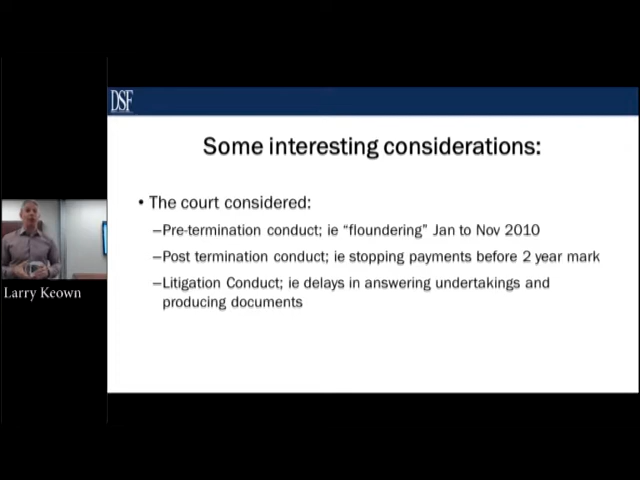 DSF
Some interesting considerations:
• The court considered:
–Pre-termination conduct; ie “floundering” Jan to Nov 2010
–Post termination conduct; ie stopping payments before 2 year mark
–Litigation Conduct; ie delays in answering undertakings and
producing documents
Larry Keown